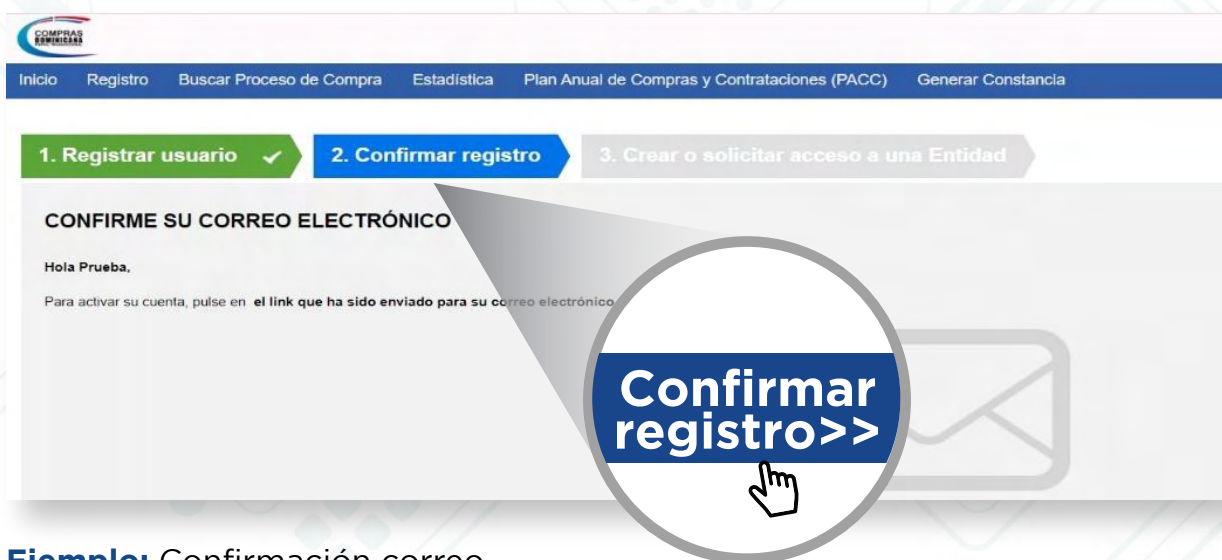 COMPRAS
DOMINICANA
Inicio Registro Buscar Proceso de Compra Estadística Plan Anual de Compras y Contrataciones (PACC) Generar Constancia
1. Registrar usuario 2. Confirmar registro 3. Crear o solicitar acceso a una Entidad
CONFIRME SU CORREO ELECTRÓNICO
Hola Prueba,
Para activar su cuenta, pulse en el link que ha sido enviado para su correo electrónico
Confirmar
registro>>
Ejemplo: Confirmación correo